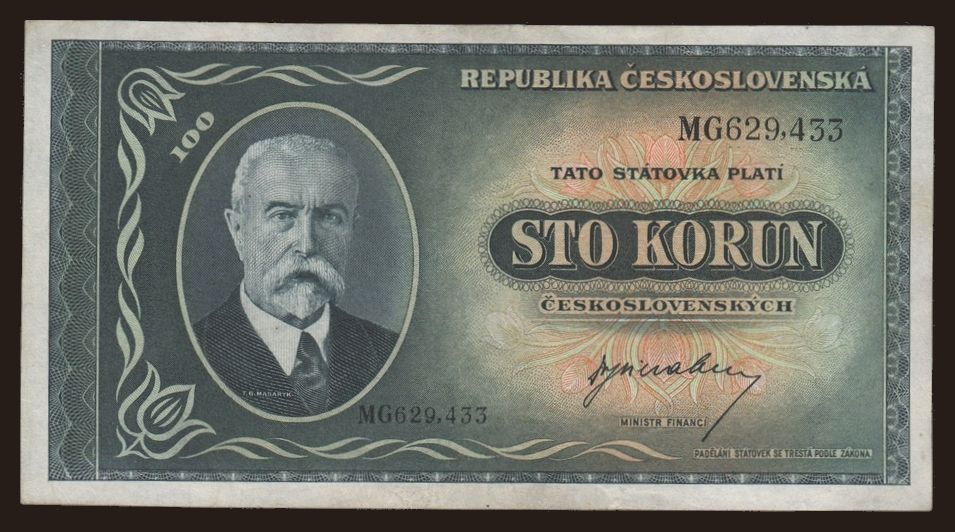 REPUBLIKA ČESKOSLOVENSKÁ
100
MG629,433
TATO STÁTOVKA PLATÍ
STO KORUN
ČESKOSLOVENSKÝCH
T. G. MASARYK
MG629,433
MINISTR FINANCÍ
PADĚLÁNÍ STÁTOVEK SE TRESTÁ PODLE ZÁKONA.